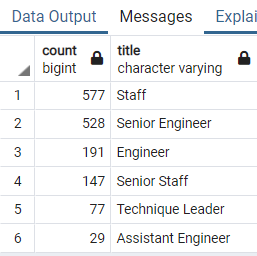 Data Output Messages Explai
count title
bigint character varying
1 577 Staff
2 528 Senior Engineer
3 191 Engineer
4 147 Senior Staff
5 77 Technique Leader
6 29 Assistant Engineer